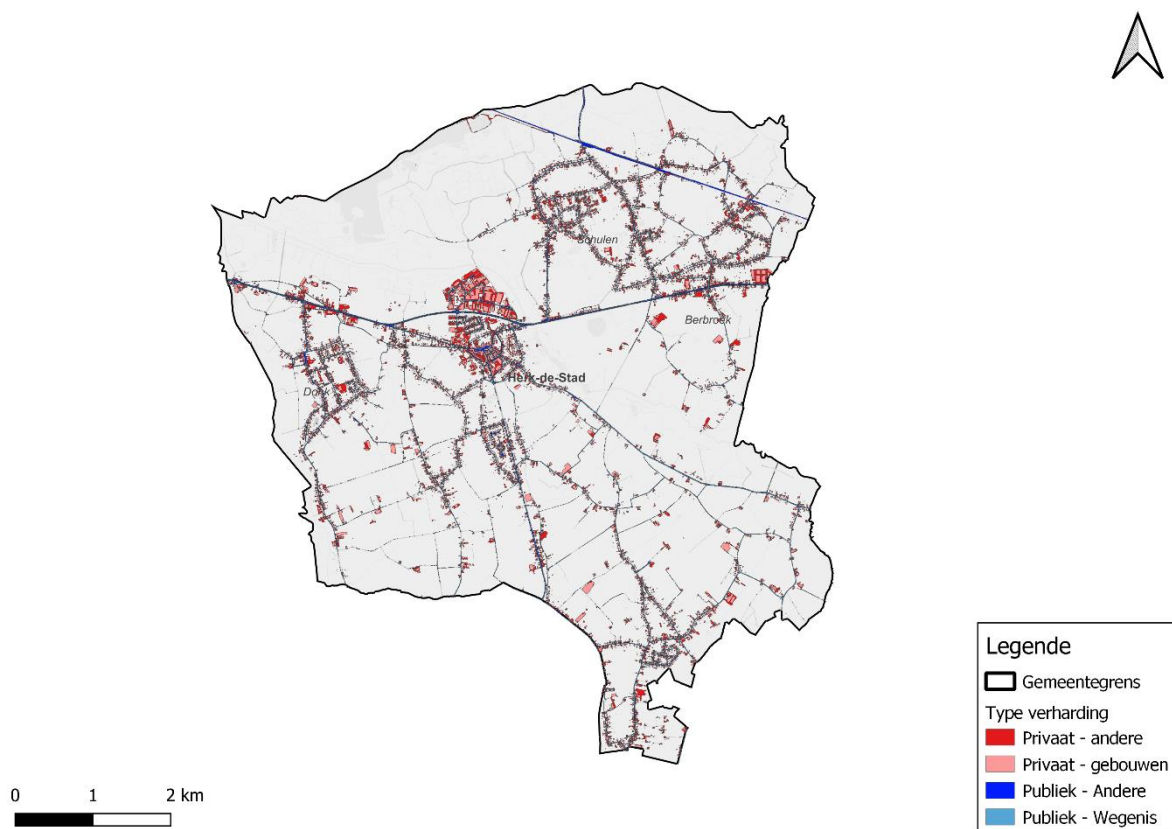 Schulen
Berbroek
Herk-de-Stad
Donk
Legende
Gemeentegrens
Type verharding
Privaat - andere
Privaat - gebouwen
Publiek - Andere
Publiek - Wegenis
0 1 2 km